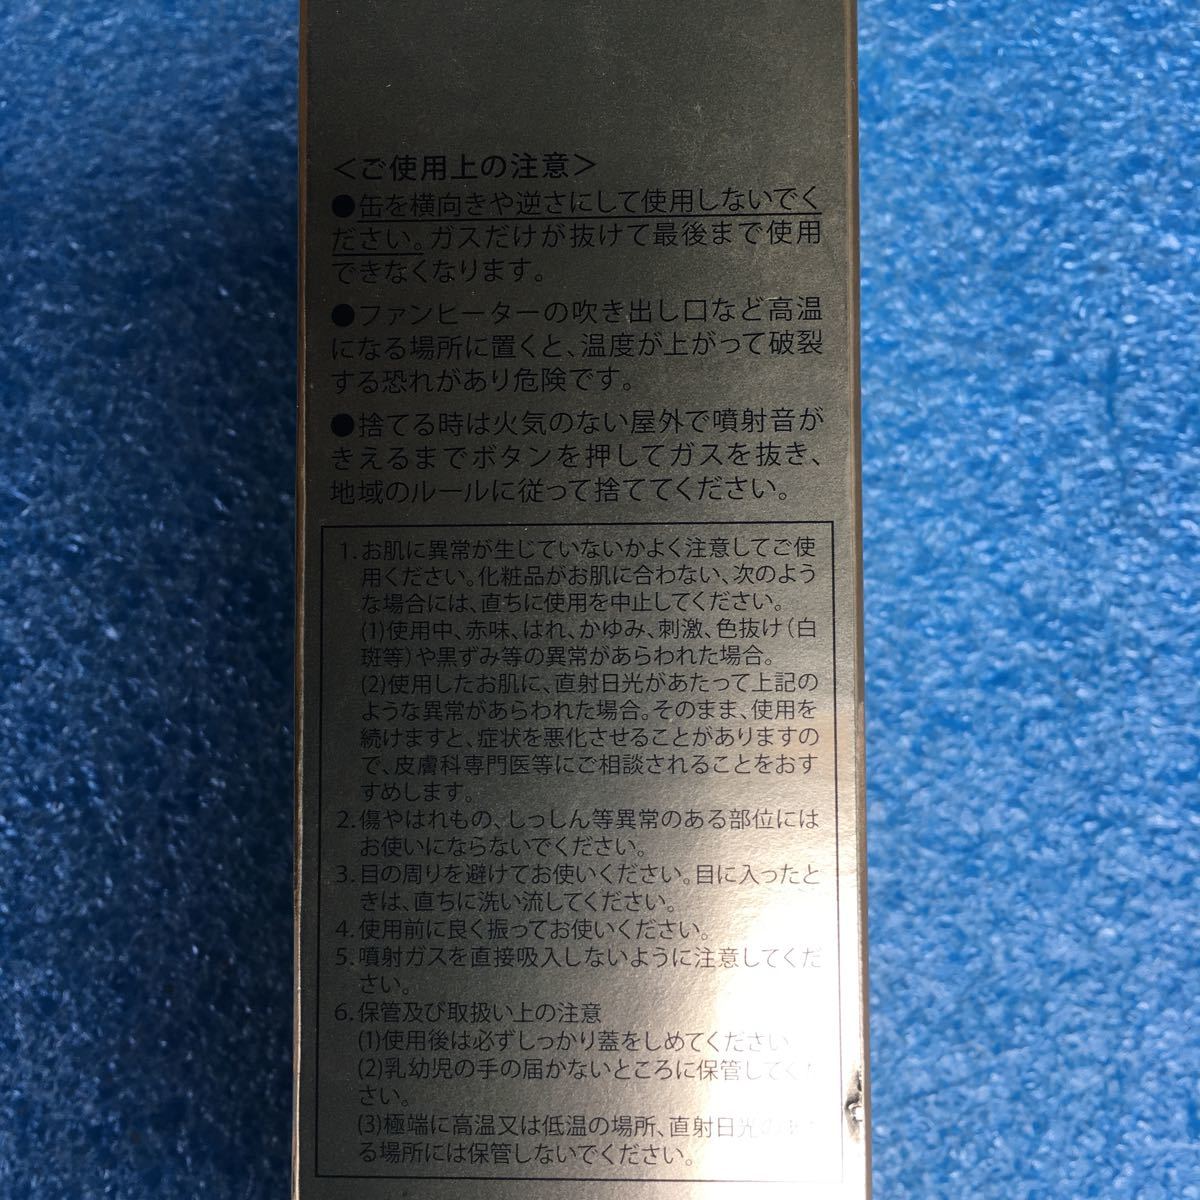 ＜ご使用上の注意＞
●缶を横向きや逆さにして使用しないでく
ださい。ガスだけが抜けて最後まで使用
できなくなります。
●ファンヒーターの吹き出し口など高温
になる場所に置くと、温度が上がって破裂
する恐れがあり危険です。
●捨てる時は火気のない屋外で噴射音が
きえるまでボタンを押してガスを抜き、
地域のルールに従って捨ててください。
1. お肌に異常が生じていないかよく注意してご使
用ください。化粧品がお肌に合わない、次のよう
な場合には、直ちに使用を中止してください。
(1)使用中、赤味、はれ、かゆみ、刺激、色抜け（白
斑等）や黒ずみ等の異常があらわれた場合。
(2)使用したお肌に、直射日光があたって上記の
ような異常があらわれた場合。そのまま、使用を
続けますと、症状を悪化させることがありますの
で、皮膚科専門医等にご相談されることをおす
すめします。
2. 傷やはれもの、しっしん等異常のある部位には
お使いにならないでください。
3. 目の周りを避けてお使いください。目に入ったと
きは、直ちに洗い流してください。
4. 使用前に良く振ってお使いください。
5. 噴射ガスを直接吸入しないように注意してくだ
さい。
6. 保管及び取扱い上の注意
(1)使用後は必ずしっかり蓋をしめてください
(2)乳幼児の手の届かないところに保管してくだ
さい。
(3)極端に高温又は低温の場所、直射日光のあた
る場所には保管しないでください。